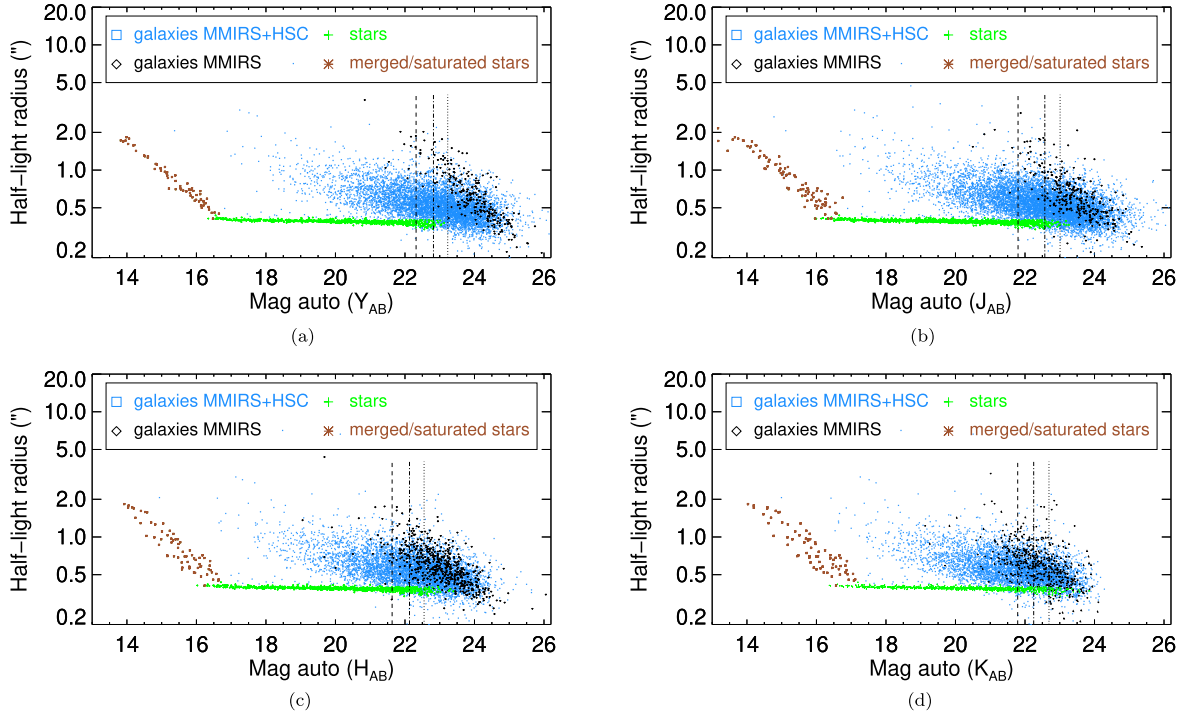 20.0
10.0
5.0
2.0
1.0
0.5
0.2
Half−light radius (")
galaxies MMIRS+HSC
stars
galaxies MMIRS
merged/saturated stars
14 16 18 20 22 24 26
Mag auto (Y_AB)
(a)
20.0
10.0
5.0
2.0
1.0
0.5
0.2
Half−light radius (")
galaxies MMIRS+HSC
stars
galaxies MMIRS
merged/saturated stars
14 16 18 20 22 24 26
Mag auto (J_AB)
(b)
20.0
10.0
5.0
2.0
1.0
0.5
0.2
Half−light radius (")
galaxies MMIRS+HSC
stars
galaxies MMIRS
merged/saturated stars
14 16 18 20 22 24 26
Mag auto (H_AB)
(c)
20.0
10.0
5.0
2.0
1.0
0.5
0.2
Half−light radius (")
galaxies MMIRS+HSC
stars
galaxies MMIRS
merged/saturated stars
14 16 18 20 22 24 26
Mag auto (K_AB)
(d)